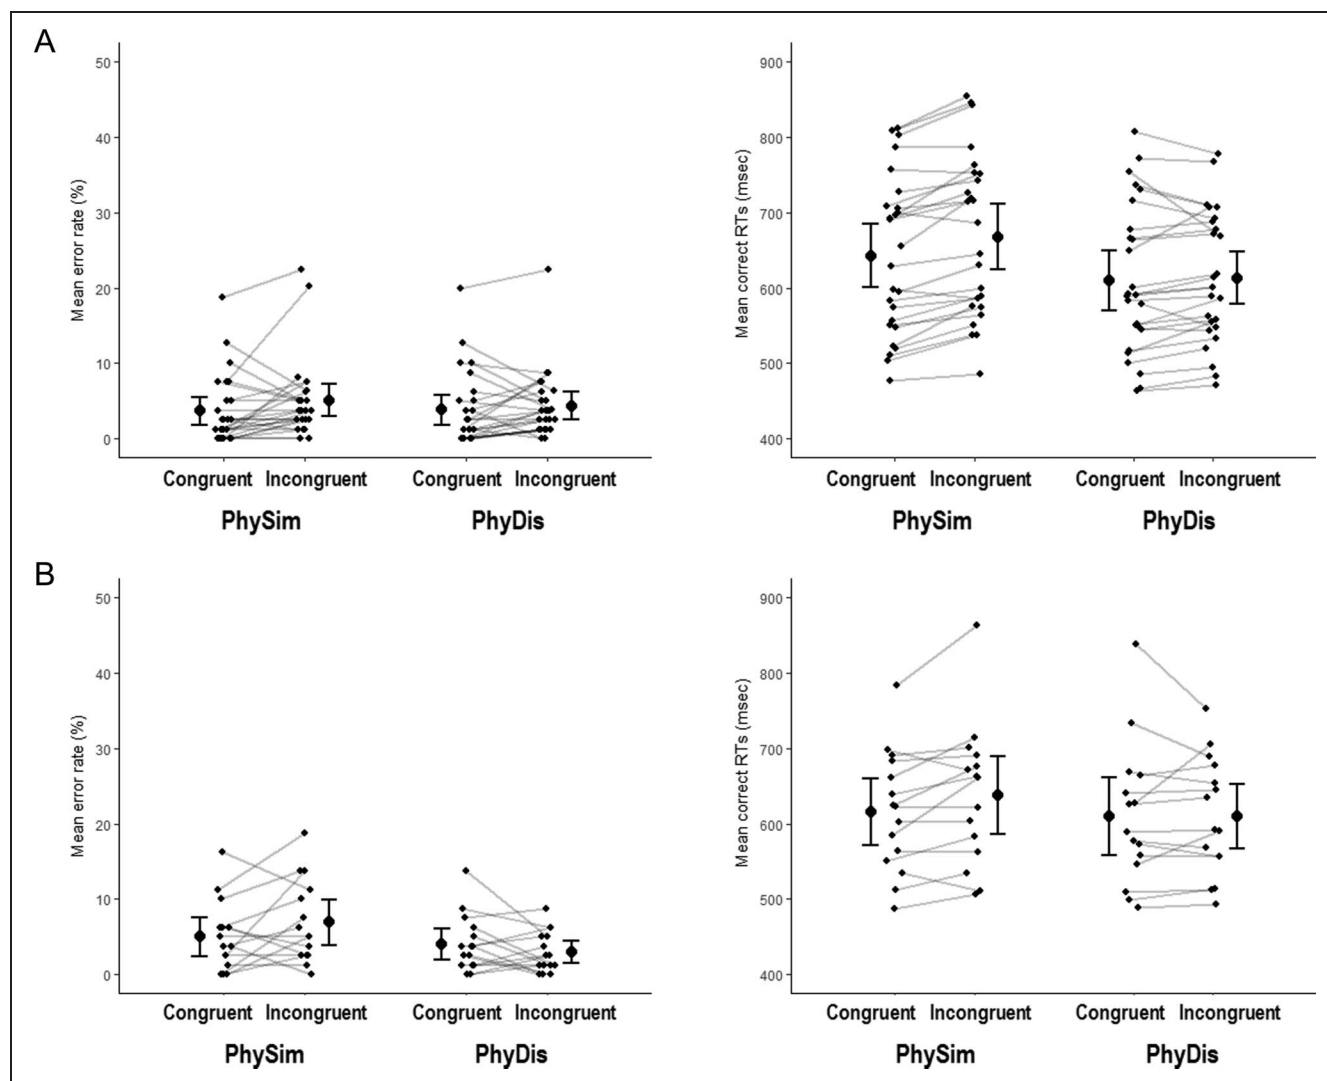 A
Mean error rate (%)
50
40
30
20
10
0
Congruent Incongruent Congruent Incongruent
PhySim PhyDis
Mean correct RTs (msec)
900
800
700
600
500
400
Congruent Incongruent Congruent Incongruent
PhySim PhyDis
B
Mean error rate (%)
50
40
30
20
10
0
Congruent Incongruent Congruent Incongruent
PhySim PhyDis
Mean correct RTs (msec)
900
800
700
600
500
400
Congruent Incongruent Congruent Incongruent
PhySim PhyDis